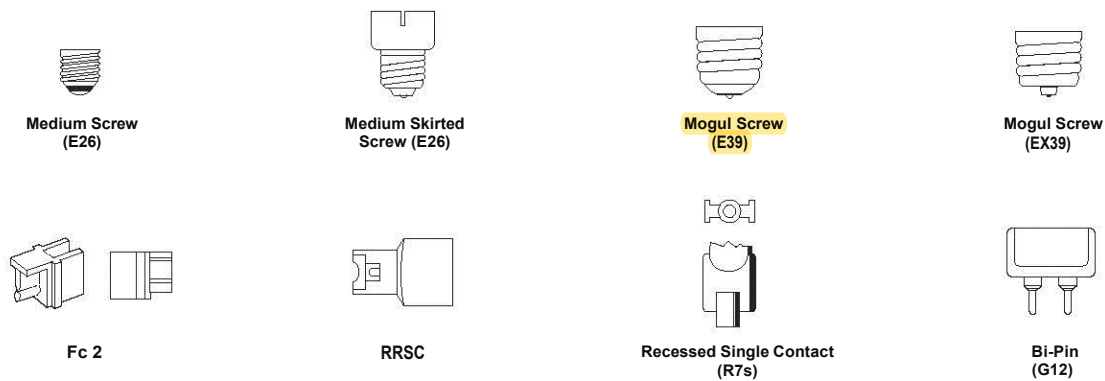 Medium Screw
(E26)
Medium Skirted
Screw (E26)
Mogul Screw
(E39)
Mogul Screw
(EX39)
Fc 2
RRSC
Recessed Single Contact
(R7s)
Bi-Pin
(G12)